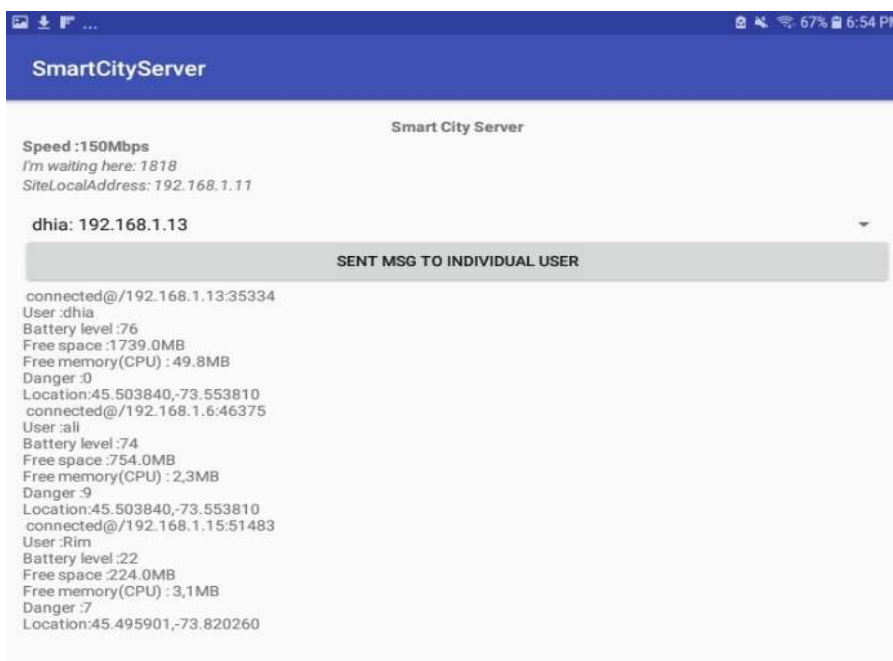 ... 67% 6:54 PM
SmartCityServer
Smart City Server
Speed :150Mbps
I'm waiting here: 1818
SiteLocalAddress: 192.168.1.11
dhia: 192.168.1.13
SENT MSG TO INDIVIDUAL USER
connected@/192.168.1.13:35334
User :dhia
Battery level :76
Free space :1739.0MB
Free memory(CPU) : 49.8MB
Danger :0
Location:45.503840,-73.553810
connected@/192.168.1.6:46375
User :ali
Battery level :74
Free space :754.0MB
Free memory(CPU) : 2,3MB
Danger :9
Location:45.503840,-73.553810
connected@/192.168.1.15:51483
User :Rim
Battery level :22
Free space :224.0MB
Free memory(CPU) : 3,1MB
Danger :7
Location:45.495901,-73.820260